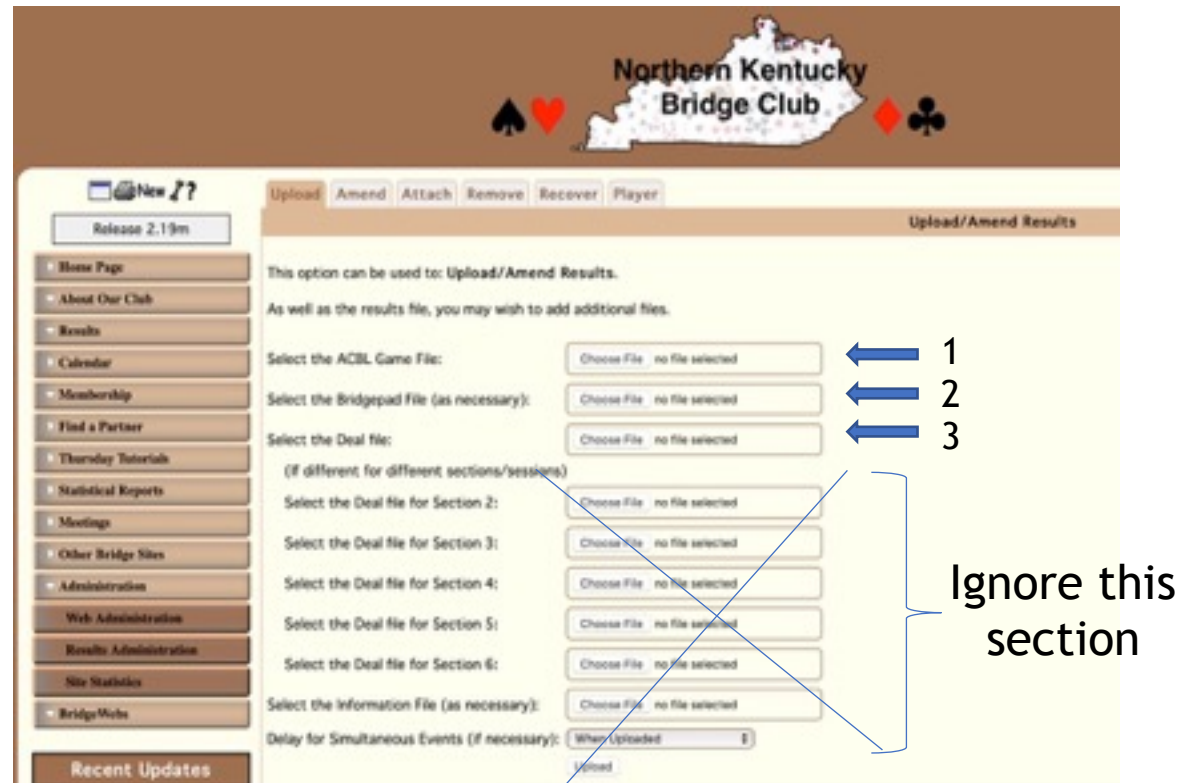 Northern Kentucky
Bridge Club
New ?
Release 2.19m
Upload Amend Attach Remove Recover Player
Upload/Amend Results
Home Page
About Our Club
Results
Calendar
Membership
Find a Partner
Thursday Tutorials
Statistical Reports
Meetings
Other Bridge Sites
Administration
Web Administration
Results Administration
Site Statistics
BridgeWebs
Recent Updates
This option can be used to: Upload/Amend Results.
As well as the results file, you may wish to add additional files.
Select the ACBL Game File: Choose File no file selected 1
Select the Bridgepad File (as necessary): Choose File no file selected 2
Select the Deal file: Choose File no file selected 3
(If different for different sections/sessions)
Select the Deal file for Section 2: Choose File no file selected
Select the Deal file for Section 3: Choose File no file selected
Select the Deal file for Section 4: Choose File no file selected
Select the Deal file for Section 5: Choose File no file selected
Select the Deal file for Section 6: Choose File no file selected
Select the Information File (as necessary): Choose File no file selected
Delay for Simultaneous Events (if necessary): When Uploaded
Upload
Ignore this
section